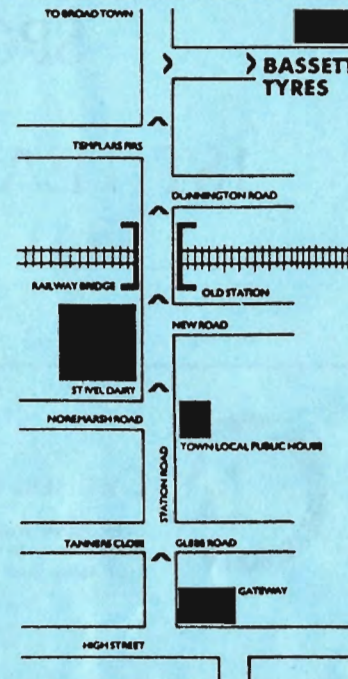 TO BROAD TOWN
BASSETT
TYRES
TEMPLARS FIRS
DUNNINGTON ROAD
RAILWAY BRIDGE
OLD STATION
NEW ROAD
ST IVEL DAIRY
NOREMARSH ROAD
TOWN LOCAL PUBLIC HOUSE
STATION ROAD
TANNERS CLOSE
GLEBE ROAD
GATEWAY
HIGH STREET